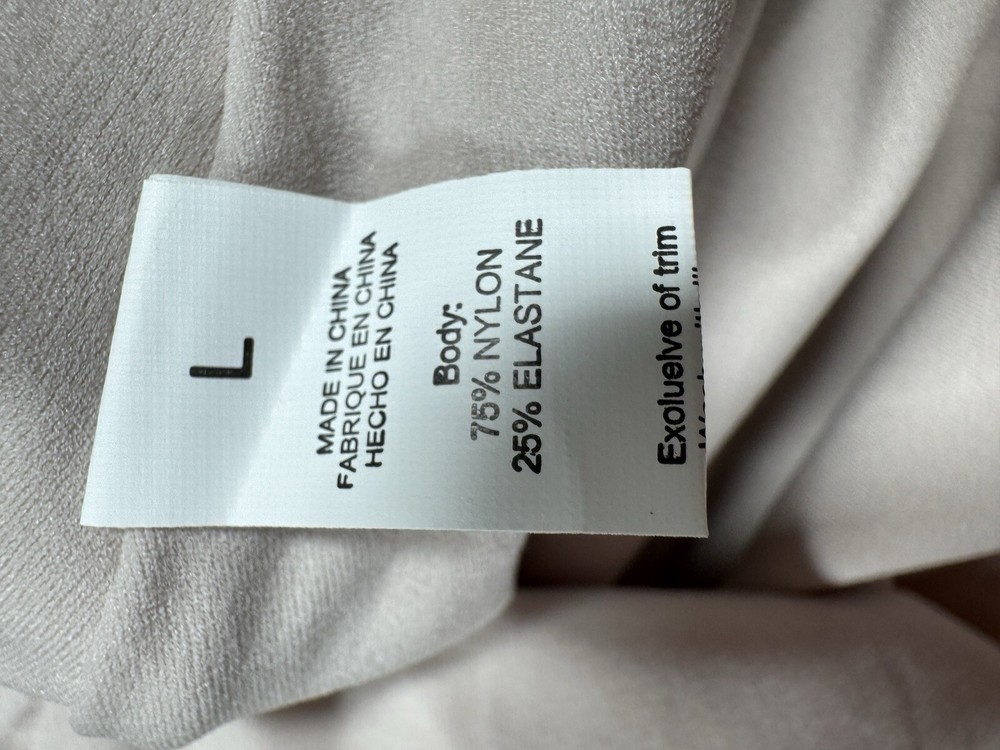 L
MADE IN CHINA
FABRIQUE EN CHINA
HECHO EN CHINA
Body:
75% NYLON
25% ELASTANE
Exoluelve of trim